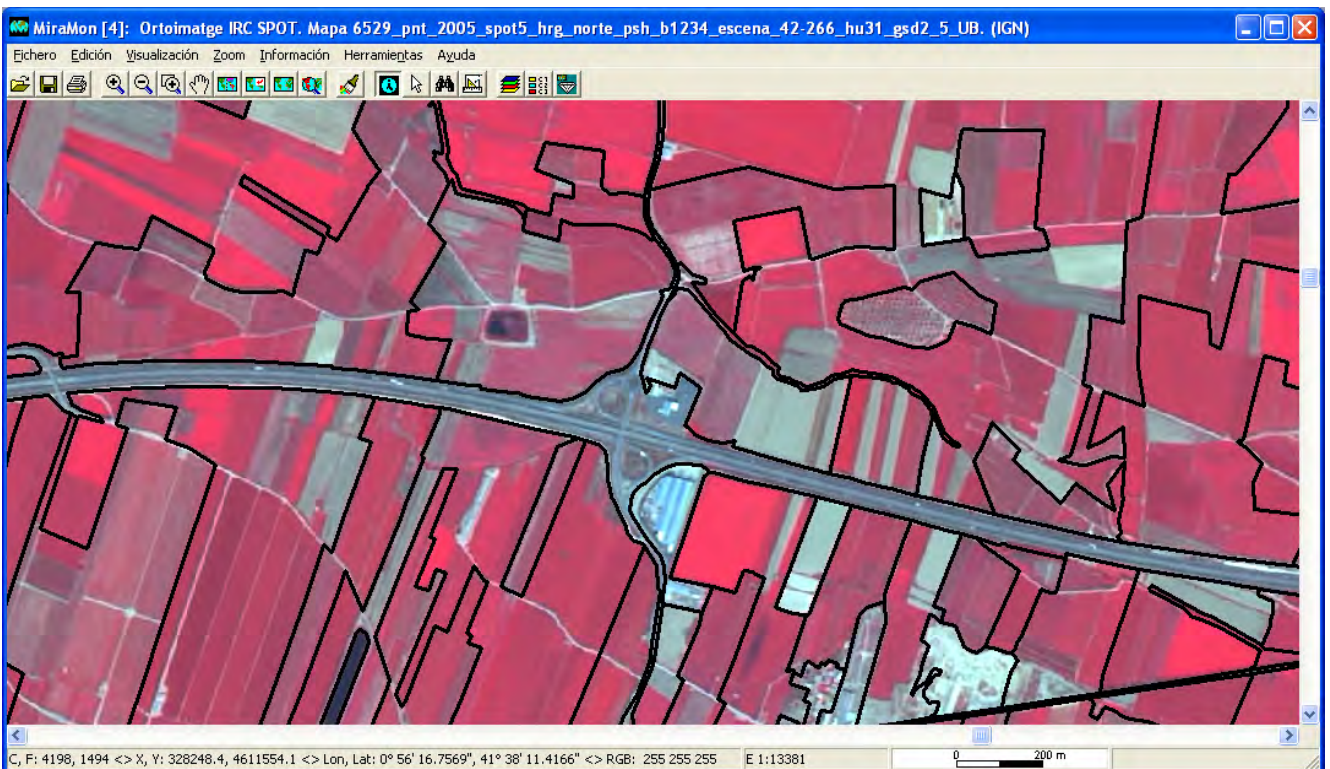 MiraMon [4]: Ortoimatge IRC SPOT. Mapa 6529_pnt_2005_spot5_hrg_norte_psh_b1234_escena_42-266_hu31_gsd2_5_UB. (IGN)
Fichero Edición Visualización Zoom Información Herramientas Ayuda
C, F: 4198, 1494 <> X, Y: 328248.4, 4611554.1 <> Lon, Lat: 0° 56' 16.7569", 41° 38' 11.4166" <> RGB: 255 255 255 E 1:13381 0 200 m